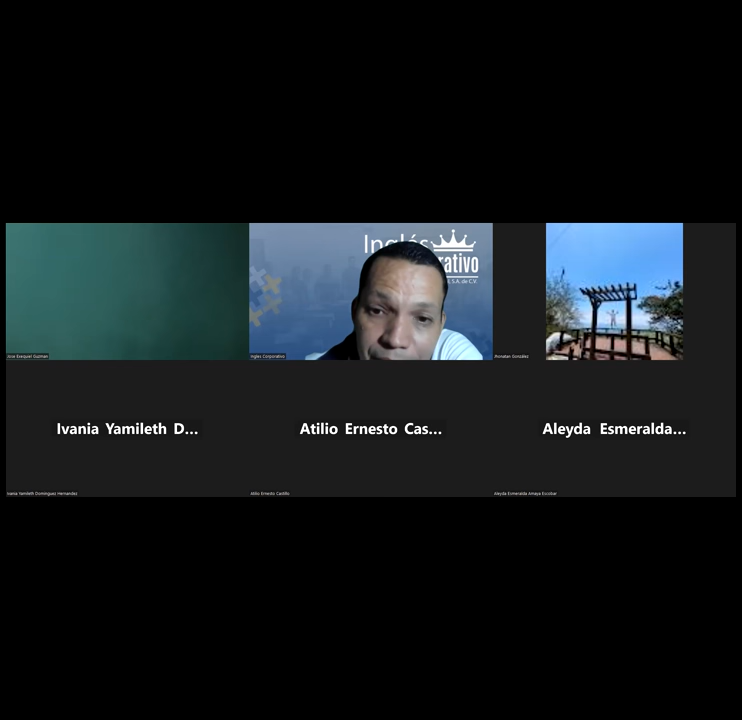 Inglés
rativo
S.A. de C.V.
Jose Exequiel Guzman
Ingles Corporativo
Jhonatan González
Ivania Yamileth D...
Atilio Ernesto Cas...
Aleyda Esmeralda...
Ivania Yamileth Dominguez Hernandez
Atilio Ernesto Castillo
Aleyda Esmeralda Amaya Escobar